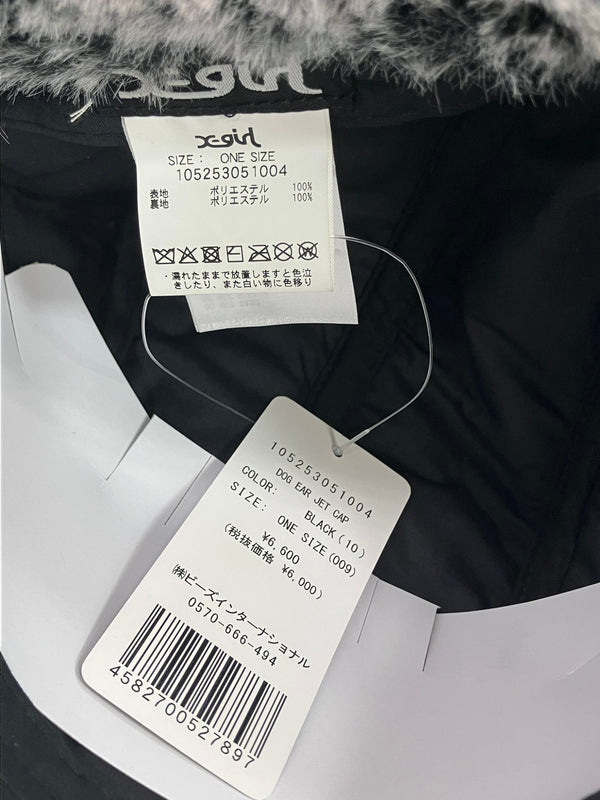 X-girl
X-girl
SIZE: ONE SIZE
105253051004
表地 ポリエステル 100%
裏地 ポリエステル 100%
・濡れたままで放置しますと色泣
きしたり、また白い物に色移り
105253051004
DOG EAR JET CAP
COLOR: BLACK(10)
SIZE: ONE SIZE(009)
¥6,600
(税抜価格 ¥6,000)
㈱ビーズインターナショナル
0570-666-494
4582700527897